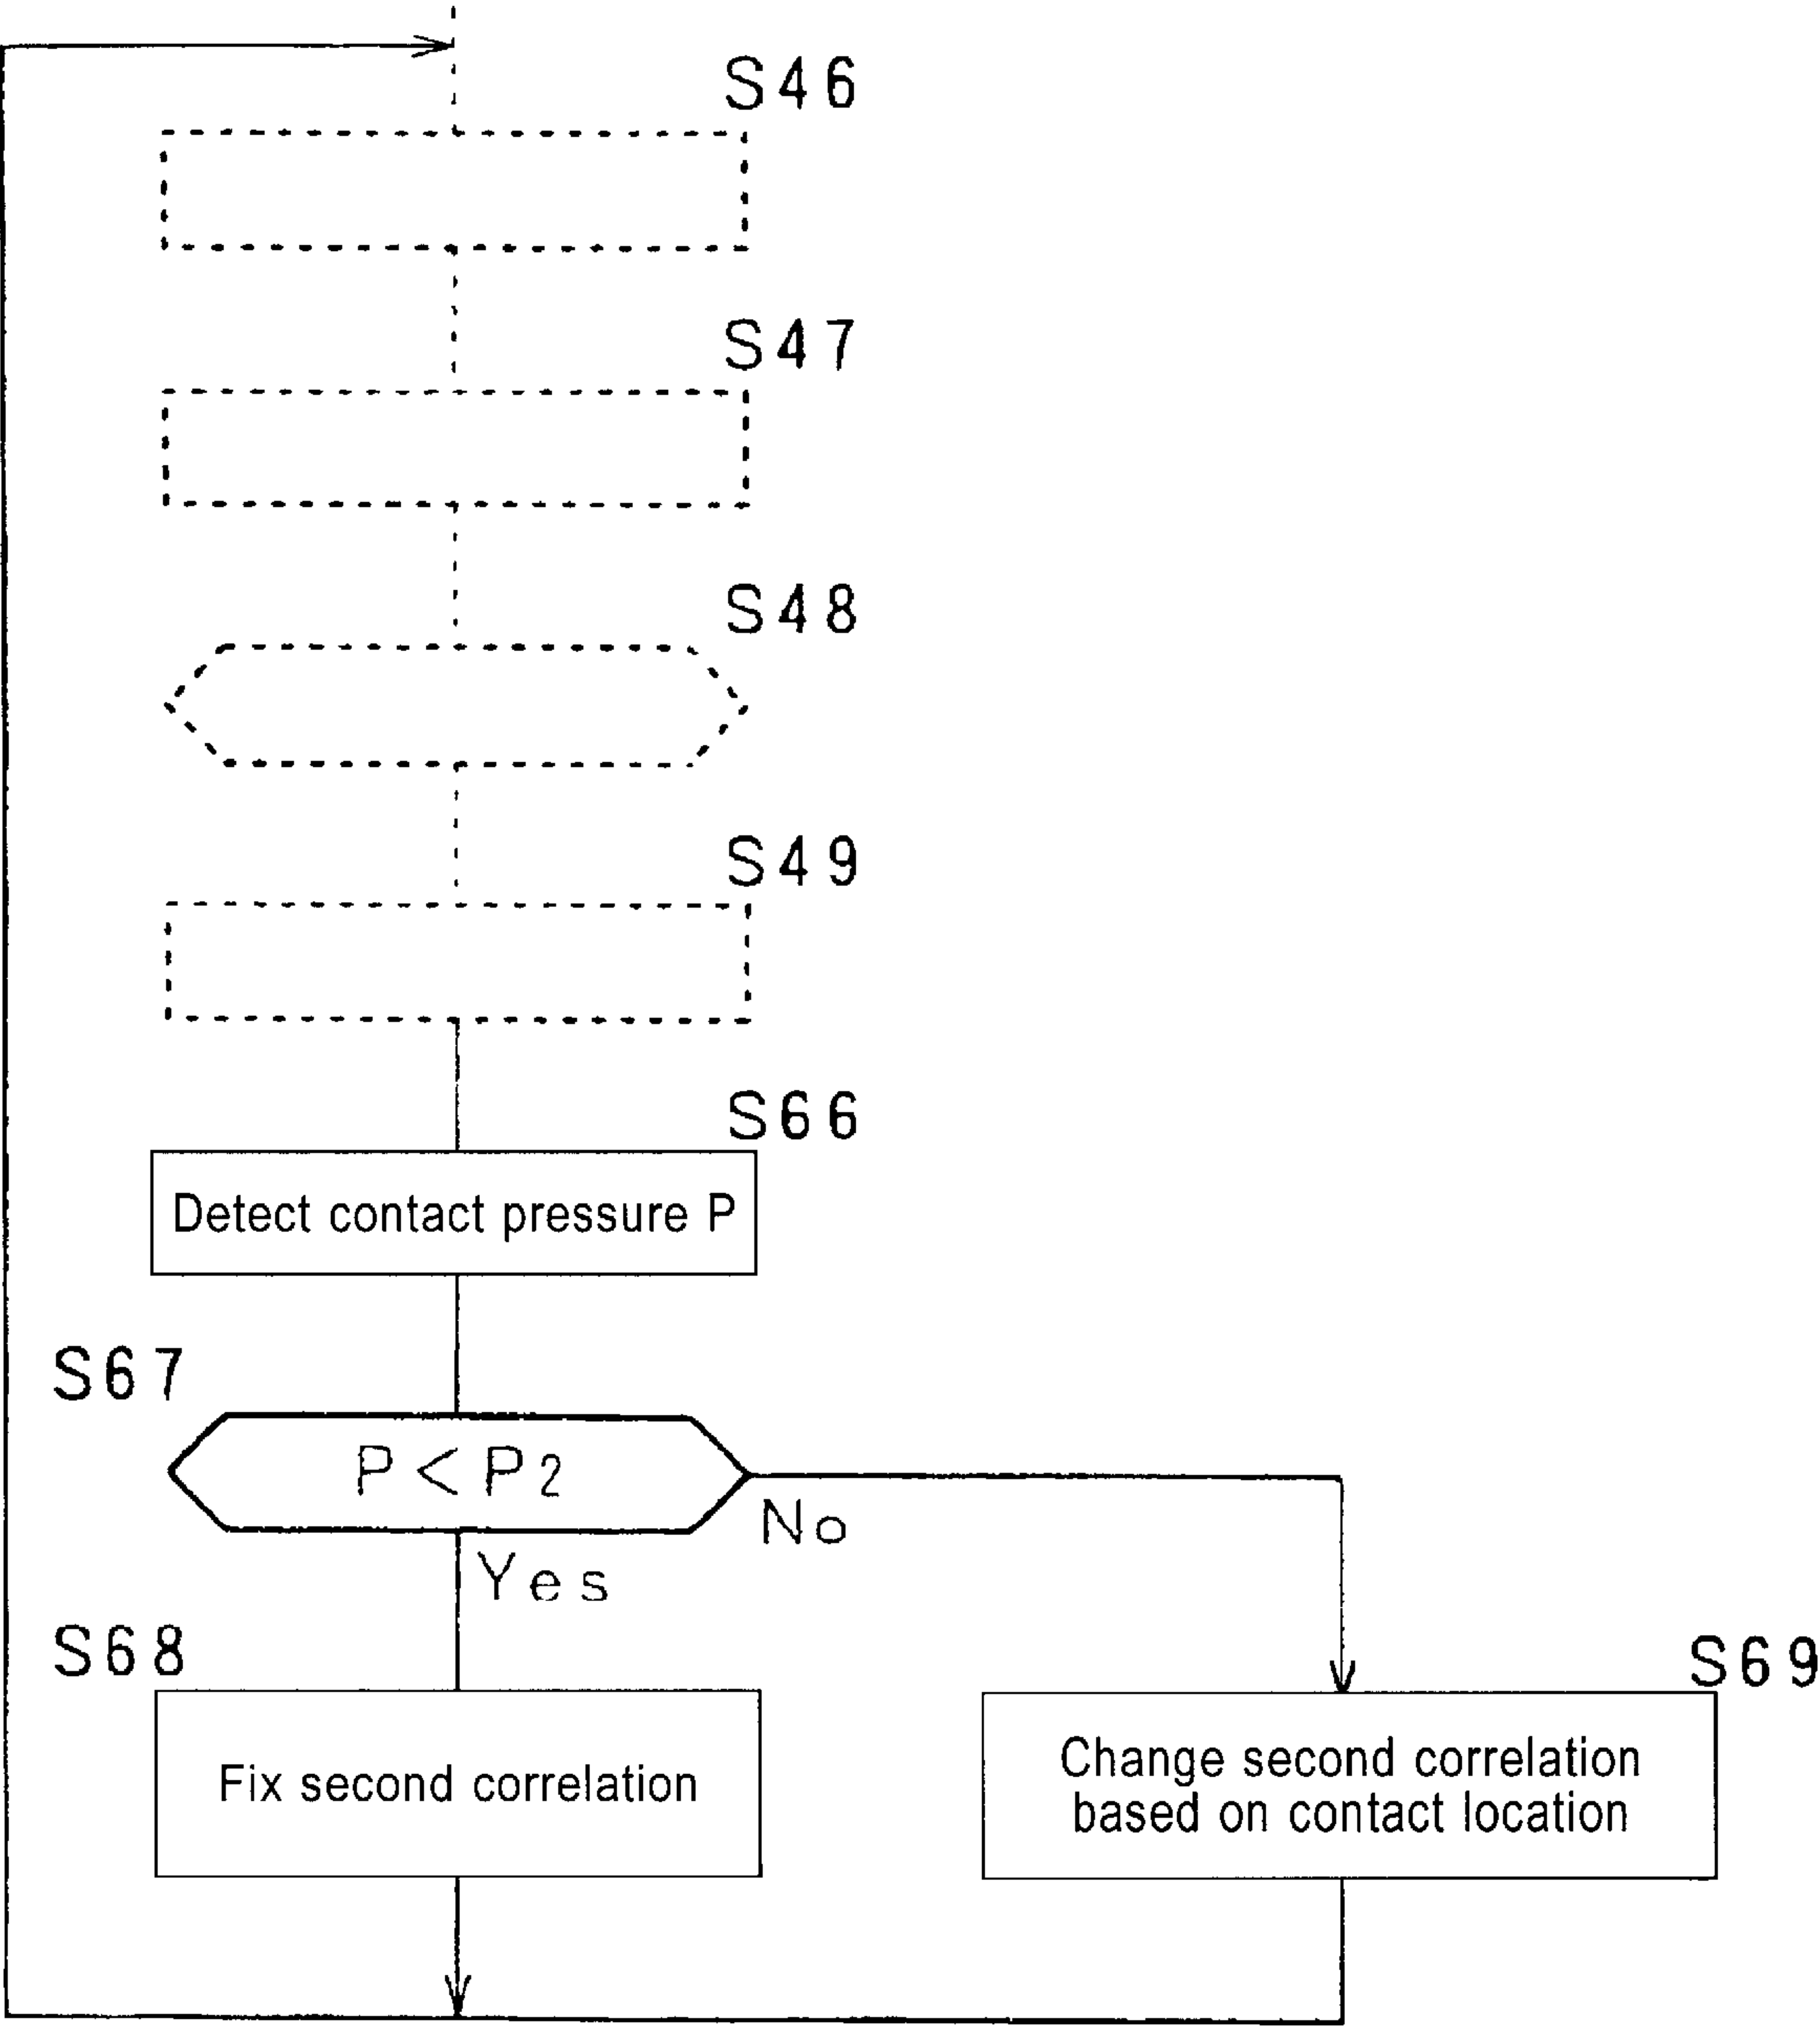 S46
S47
S48
S49
S66
Detect contact pressure P
S67
P<P2
No
Yes
S68
S69
Fix second correlation
Change second correlation
based on contact location